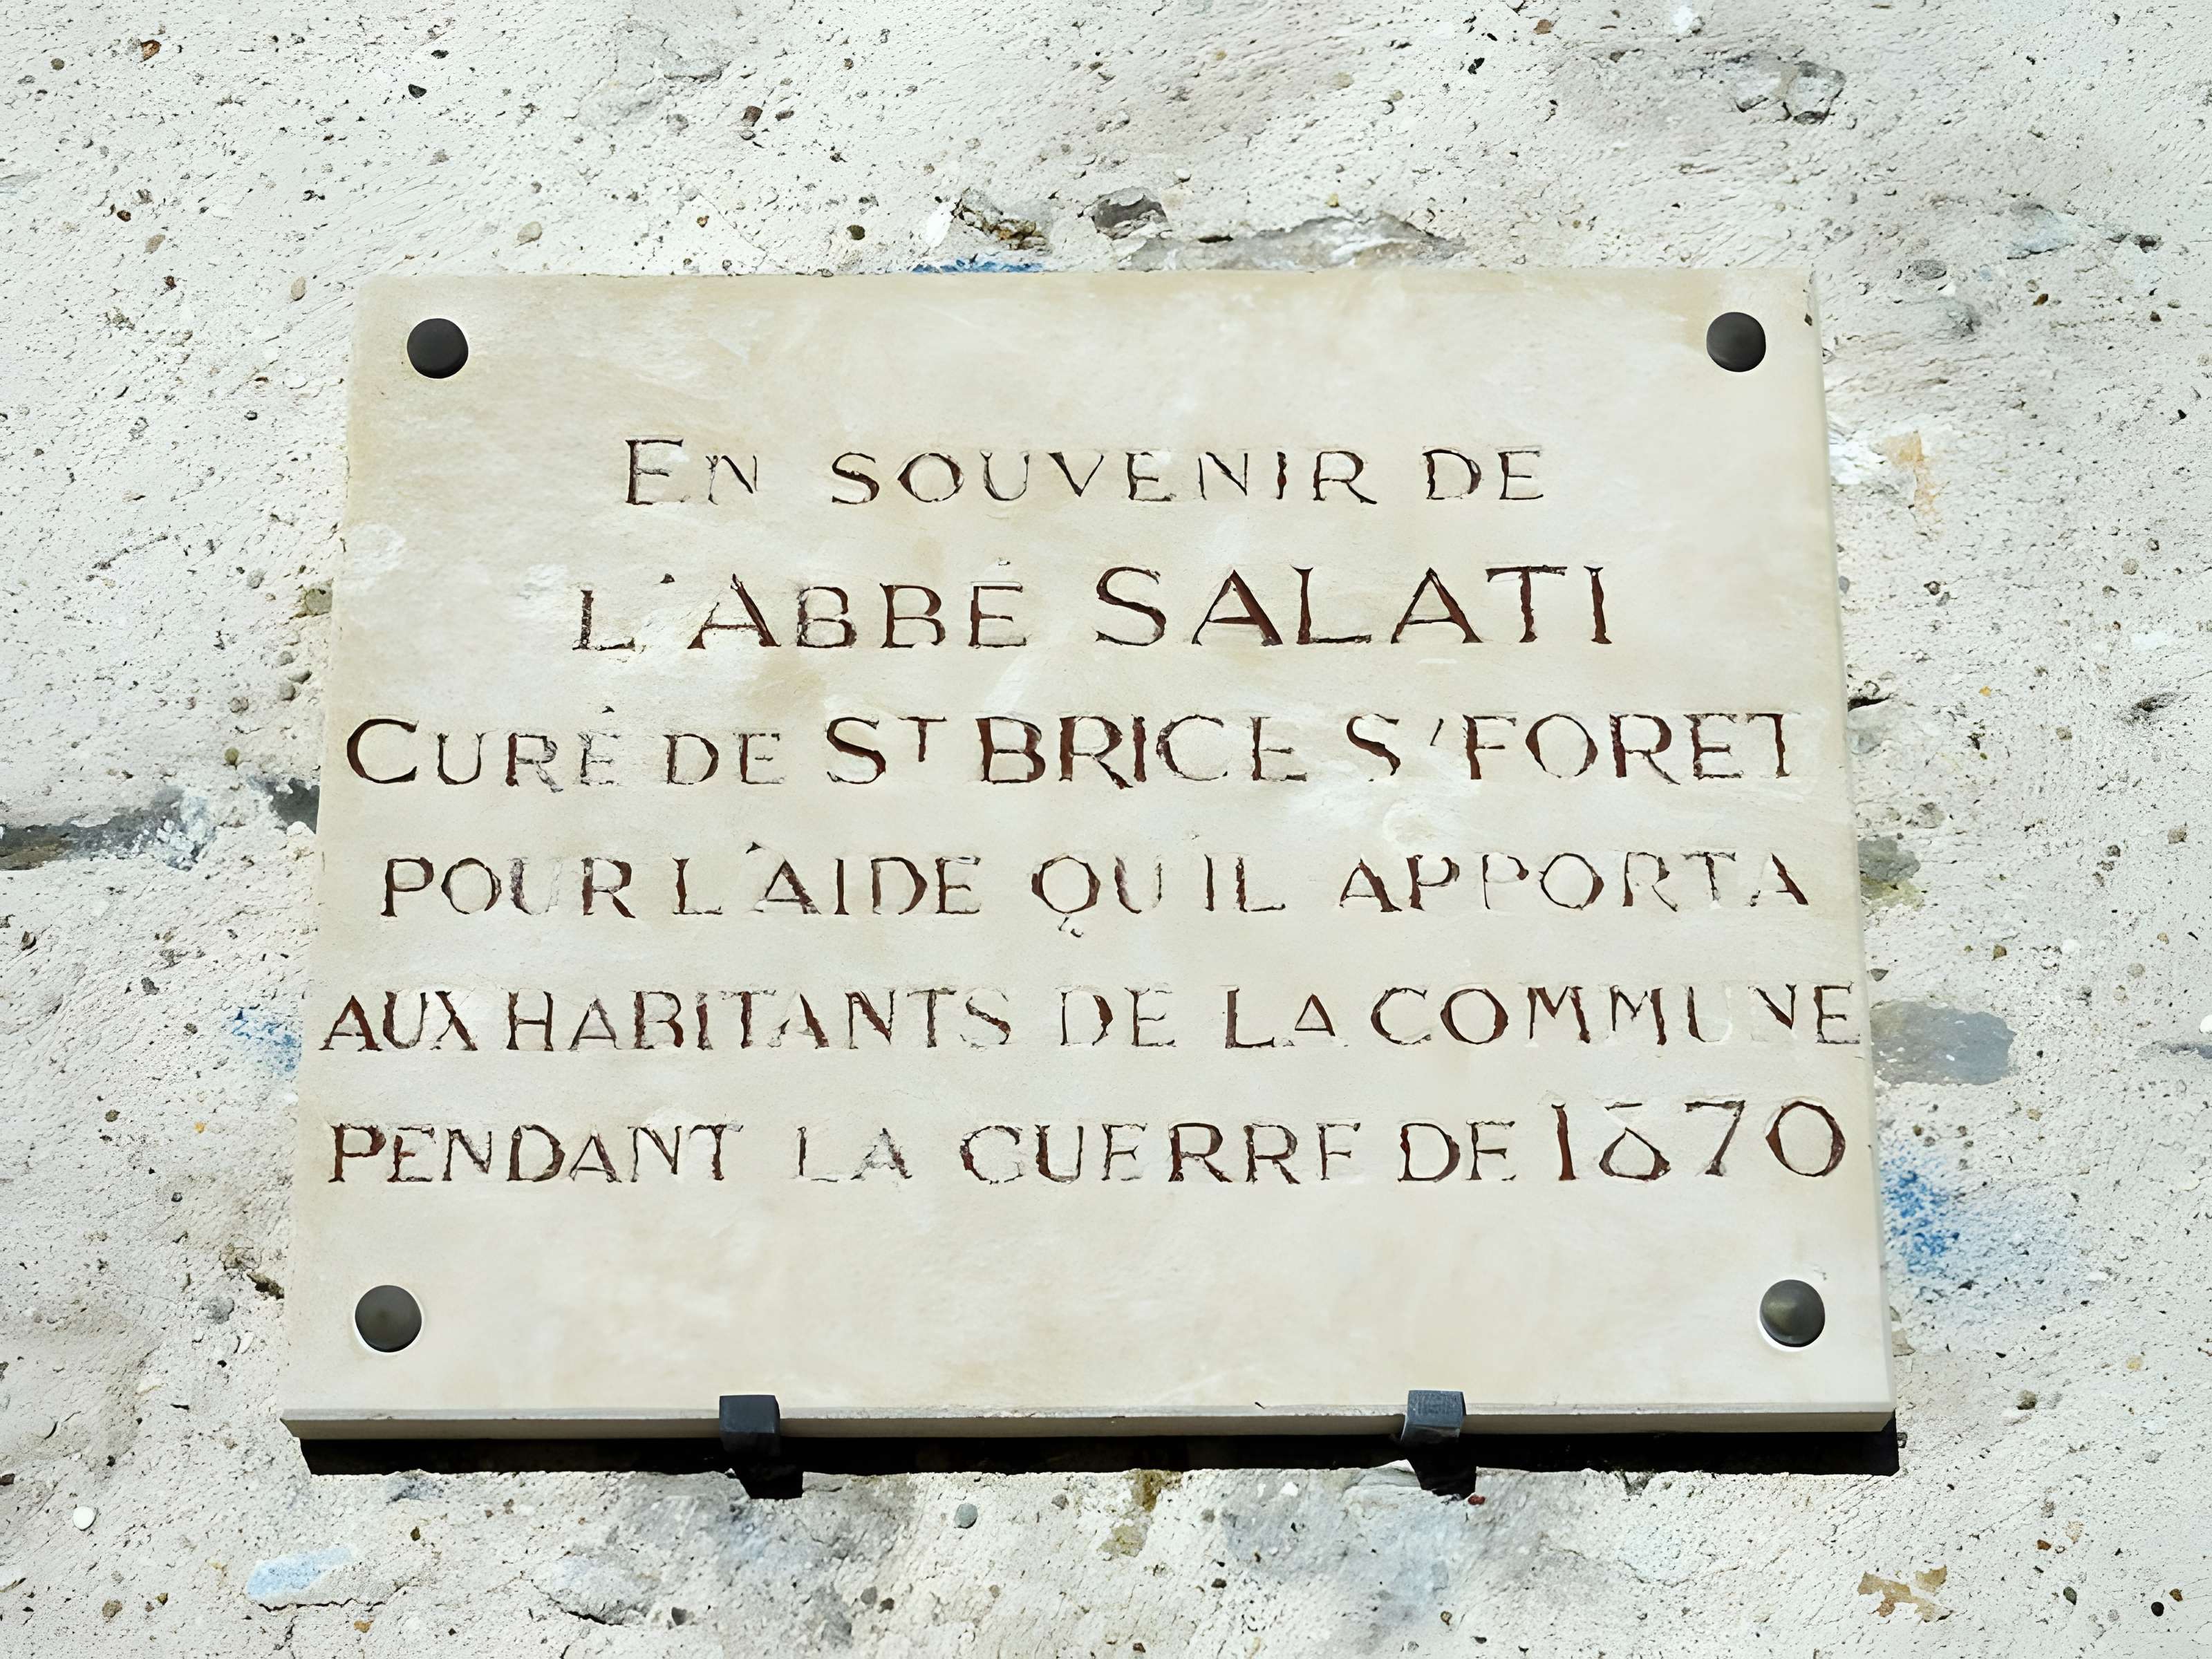 En souvenir de
l'Abbé SALATI
Curé de St BRICE s/FORET
pour l'aide qu'il apporta
aux habitants de la commune
pendant la guerre de 1870